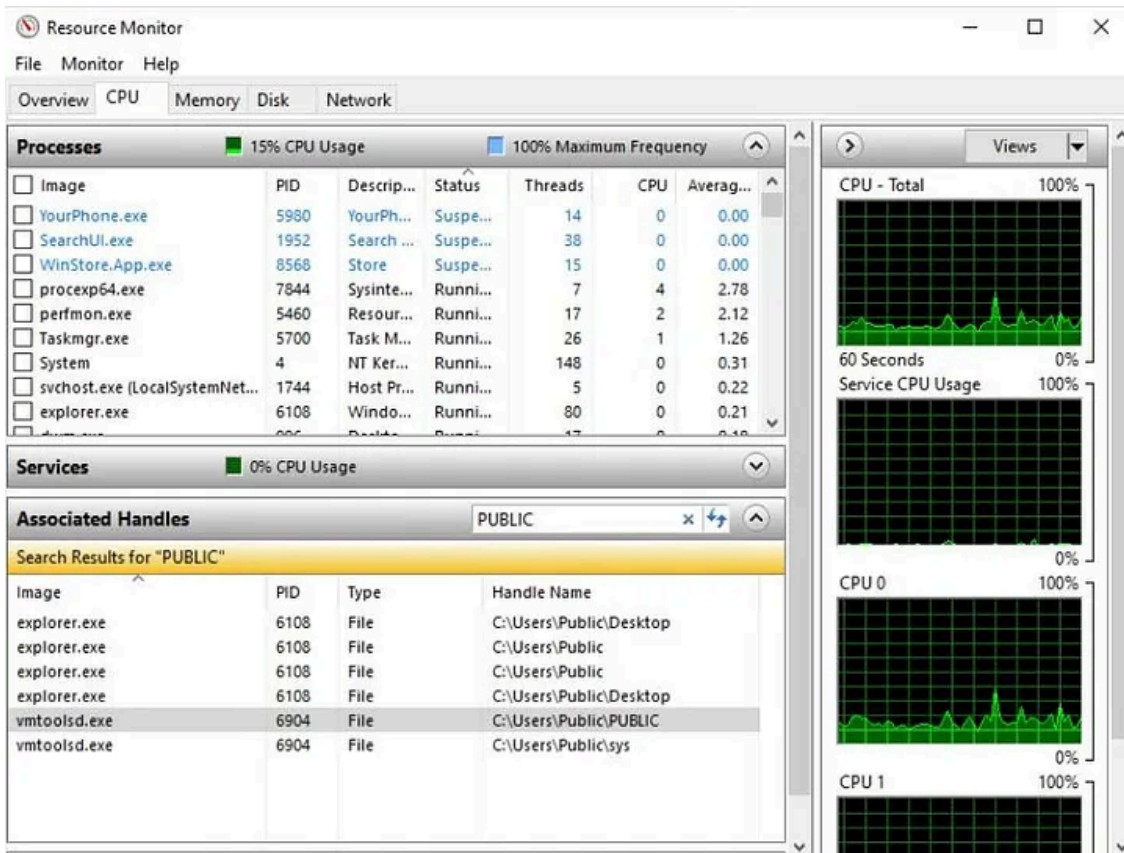 Resource Monitor
File Monitor Help
Overview CPU Memory Disk Network
Processes 15% CPU Usage 100% Maximum Frequency
Image PID Descrip... Status Threads CPU Averag...
YourPhone.exe 5980 YourPh... Suspe... 14 0 0.00
SearchUI.exe 1952 Search ... Suspe... 38 0 0.00
WinStore.App.exe 8568 Store Suspe... 15 0 0.00
procexp64.exe 7844 Sysinte... Runni... 7 4 2.78
perfmon.exe 5460 Resour... Runni... 17 2 2.12
Taskmgr.exe 5700 Task M... Runni... 26 1 1.26
System 4 NT Ker... Runni... 148 0 0.31
svchost.exe (LocalSystemNet... 1744 Host Pr... Runni... 5 0 0.22
explorer.exe 6108 Windo... Runni... 80 0 0.21
Services 0% CPU Usage
Associated Handles PUBLIC
Search Results for "PUBLIC"
Image PID Type Handle Name
explorer.exe 6108 File C:\Users\Public\Desktop
explorer.exe 6108 File C:\Users\Public
explorer.exe 6108 File C:\Users\Public
explorer.exe 6108 File C:\Users\Public\Desktop
vmtoolsd.exe 6904 File C:\Users\Public\PUBLIC
vmtoolsd.exe 6904 File C:\Users\Public\sys
Views
CPU - Total 100%
60 Seconds 0%
Service CPU Usage 100%
0%
CPU 0 100%
0%
CPU 1 100%